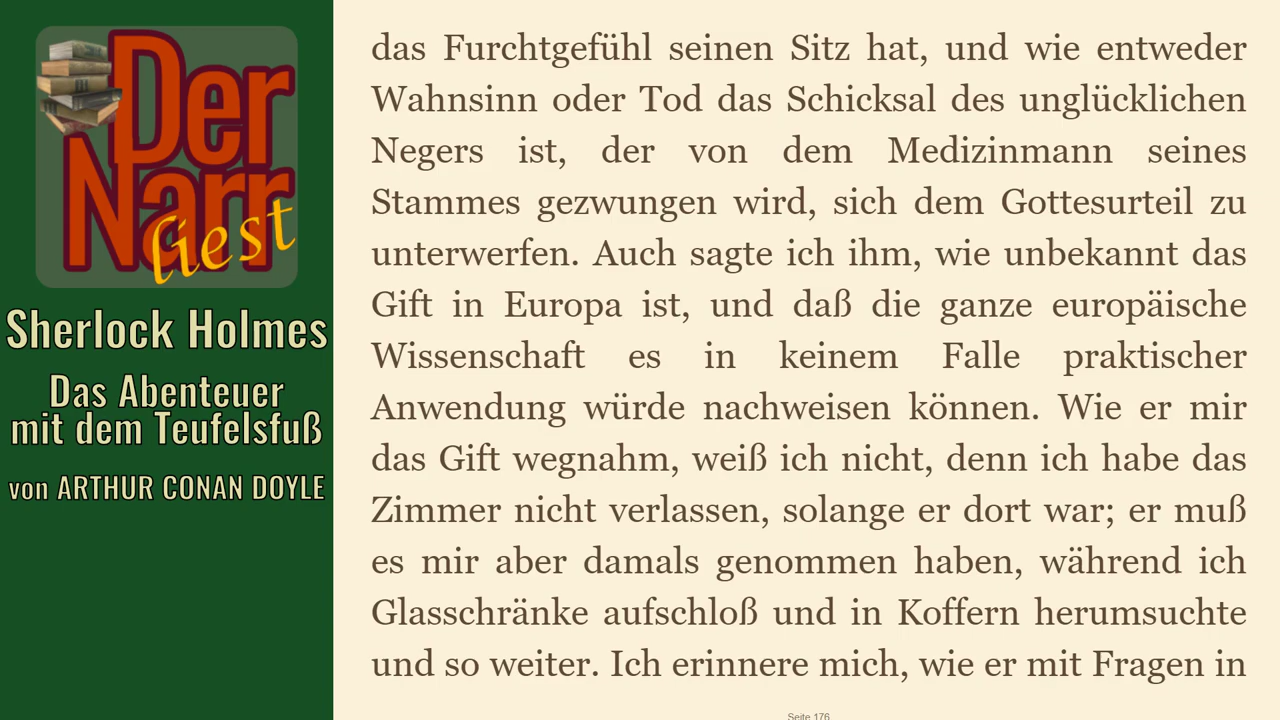 Der
Narr
liest
Sherlock Holmes
Das Abenteuer
mit dem Teufelsfuß
von ARTHUR CONAN DOYLE
das Furchtgefühl seinen Sitz hat, und wie entweder
Wahnsinn oder Tod das Schicksal des unglücklichen
Negers ist, der von dem Medizinmann seines
Stammes gezwungen wird, sich dem Gottesurteil zu
unterwerfen. Auch sagte ich ihm, wie unbekannt das
Gift in Europa ist, und daß die ganze europäische
Wissenschaft es in keinem Falle praktischer
Anwendung würde nachweisen können. Wie er mir
das Gift wegnahm, weiß ich nicht, denn ich habe das
Zimmer nicht verlassen, solange er dort war; er muß
es mir aber damals genommen haben, während ich
Glasschränke aufschloß und in Koffern herumsuchte
und so weiter. Ich erinnere mich, wie er mit Fragen in
Seite 176